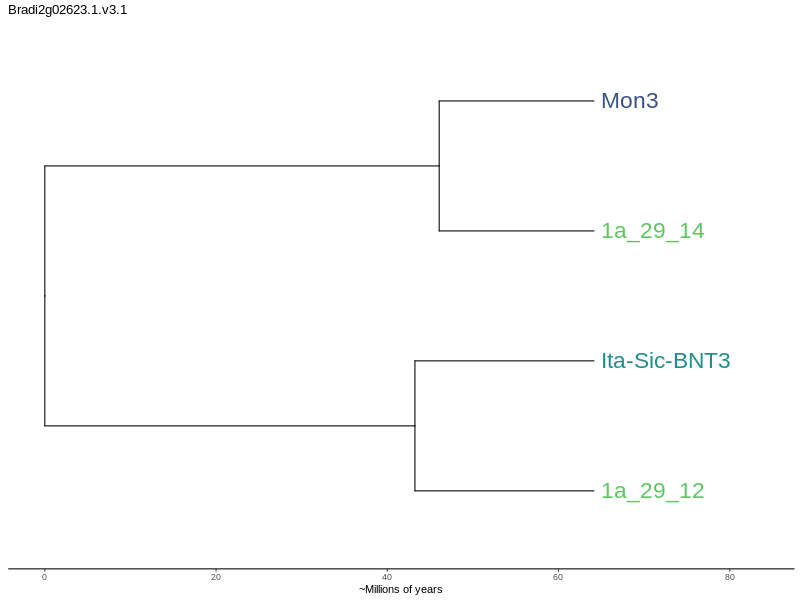 Bradi2g02623.1.v3.1
Mon3
1a_29_14
Ita-Sic-BNT3
1a_29_12
0 20 40 60 80
~Millions of years